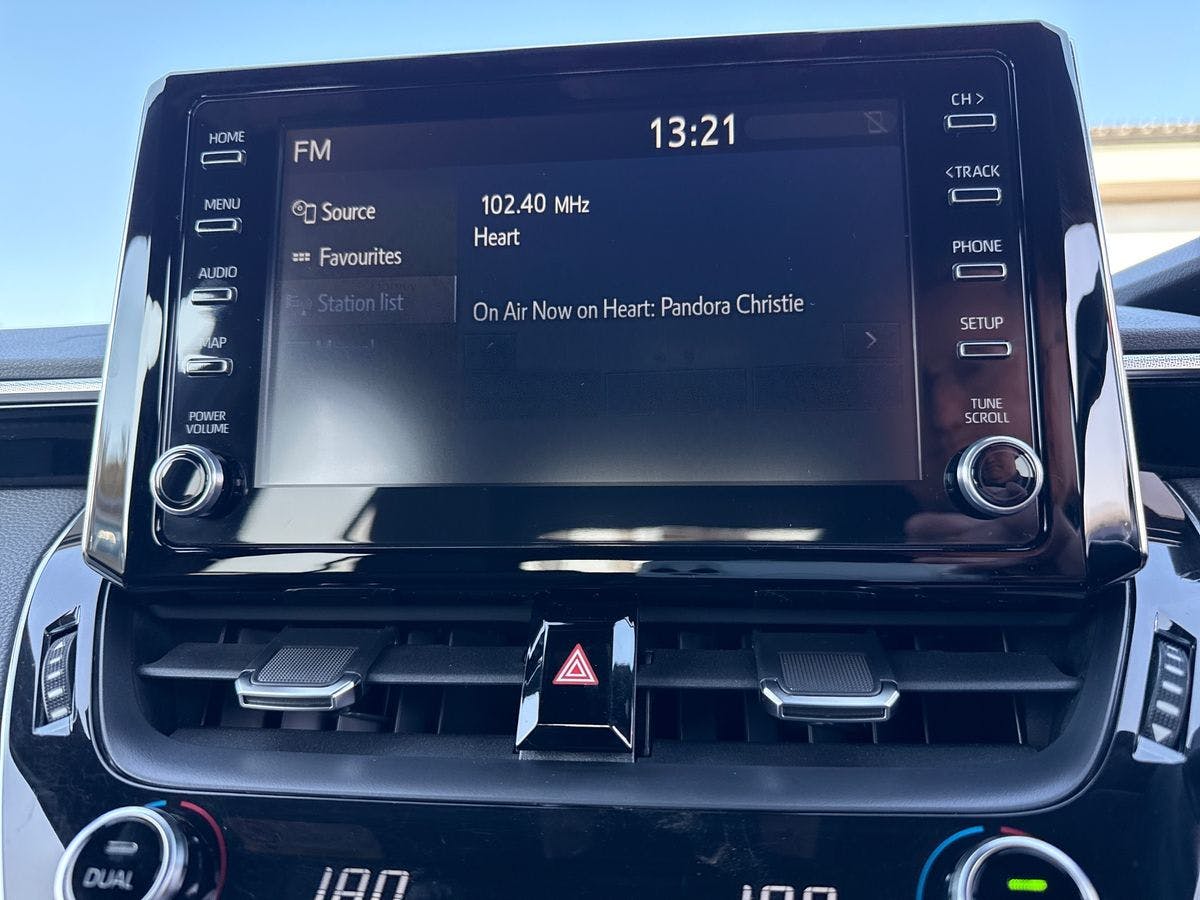 HOME
MENU
AUDIO
MAP
POWER
VOLUME
FM
13:21
Source
Favourites
Station list
102.40 MHz
Heart
On Air Now on Heart: Pandora Christie
CH >
< TRACK
PHONE
SETUP
TUNE
SCROLL
DUAL
180